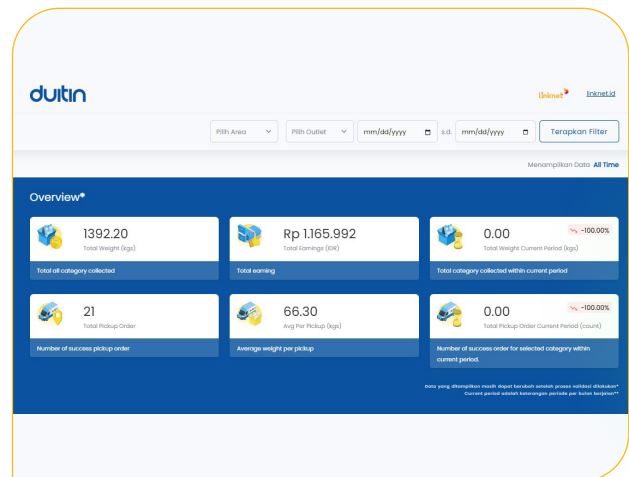 duitin
linknet
linknet.id
Pilih Area
Pilih Outlet
mm/dd/yyyy
s.d.
mm/dd/yyyy
Terapkan Filter
Menampilkan Data All Time
Overview*
1392.20
Total Weight (kgs)
Total all category collected
Rp 1.165.992
Total Earnings (IDR)
Total earning
0.00
-100.00%
Total Weight Current Period (kgs)
Total category collected within current period
21
Total Pickup Order
Number of success pickup order
66.30
Avg Per Pickup (kgs)
Average weight per pickup
0.00
-100.00%
Total Pickup Order Current Period (count)
Number of success order for selected category within
current period.
Data yang ditampilkan masih dapat berubah setelah proses validasi dilakukan*
Current period adalah keterangan periode per bulan berjalan**